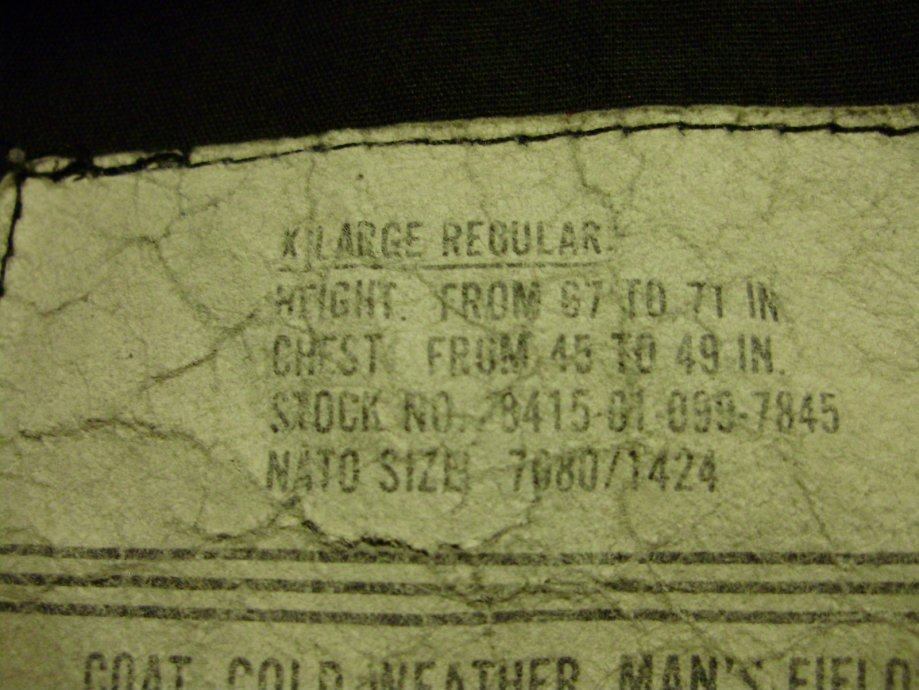 X LARGE REGULAR
HEIGHT. FROM 67 TO 71 IN
CHEST FROM 45 TO 49 IN.
STOCK NO. 8415-01-099-7845
NATO SIZE 7080/1424
COAT, COLD WEATHER, MAN'S FIELD